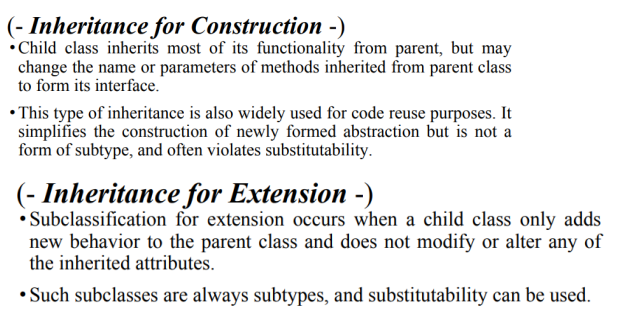 (- Inheritance for Construction -)
•Child class inherits most of its functionality from parent, but may
change the name or parameters of methods inherited from parent class
to form its interface.
•This type of inheritance is also widely used for code reuse purposes. It
simplifies the construction of newly formed abstraction but is not a
form of subtype, and often violates substitutability.
(- Inheritance for Extension -)
•Subclassification for extension occurs when a child class only adds
new behavior to the parent class and does not modify or alter any of
the inherited attributes.
•Such subclasses are always subtypes, and substitutability can be used.